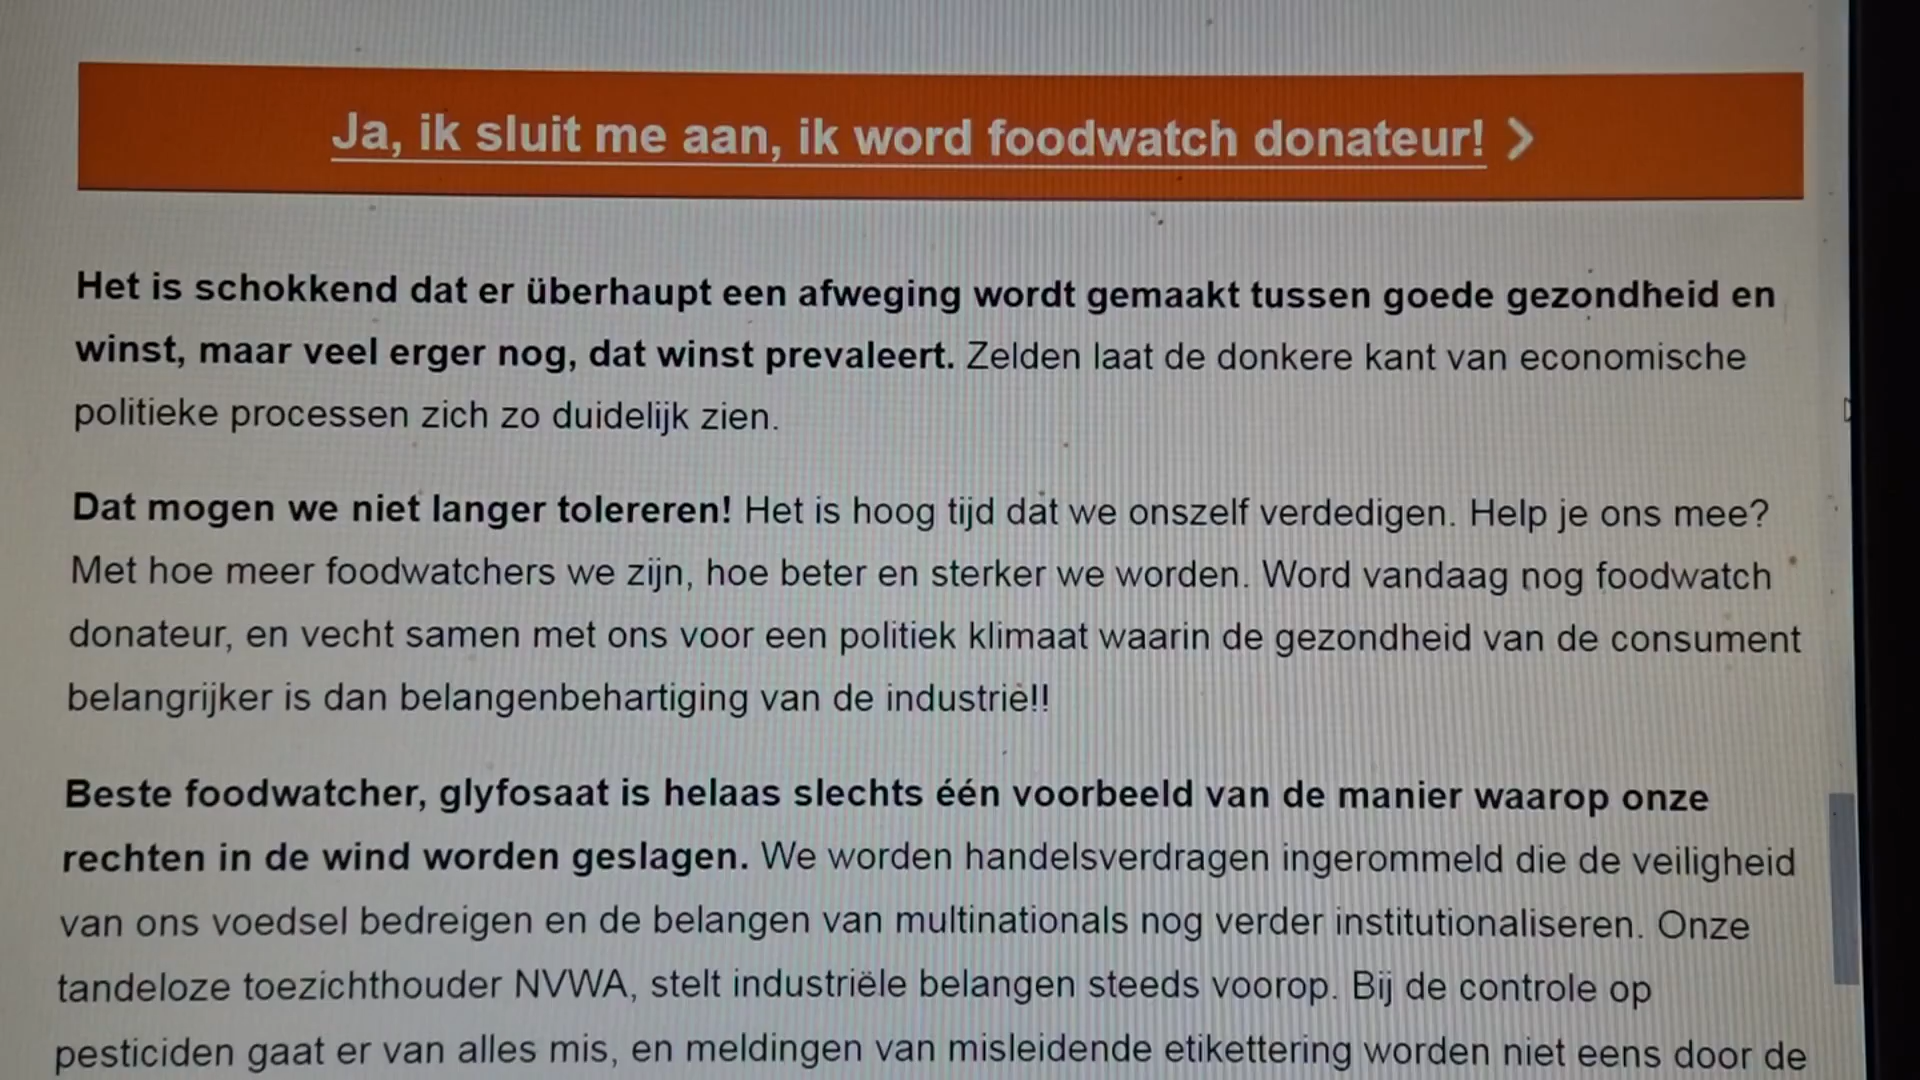 Ja, ik sluit me aan, ik word foodwatch donateur! >
Het is schokkend dat er überhaupt een afweging wordt gemaakt tussen goede gezondheid en
winst, maar veel erger nog, dat winst prevaleert. Zelden laat de donkere kant van economische
politieke processen zich zo duidelijk zien.
Dat mogen we niet langer tolereren! Het is hoog tijd dat we onszelf verdedigen. Help je ons mee?
Met hoe meer foodwatchers we zijn, hoe beter en sterker we worden. Word vandaag nog foodwatch
donateur, en vecht samen met ons voor een politiek klimaat waarin de gezondheid van de consument
belangrijker is dan belangenbehartiging van de industrie!!
Beste foodwatcher, glyfosaat is helaas slechts één voorbeeld van de manier waarop onze
rechten in de wind worden geslagen. We worden handelsverdragen ingerommeld die de veiligheid
van ons voedsel bedreigen en de belangen van multinationals nog verder institutionaliseren. Onze
tandeloze toezichthouder NVWA, stelt industriële belangen steeds voorop. Bij de controle op
pesticiden gaat er van alles mis, en meldingen van misleidende etikettering worden niet eens door de